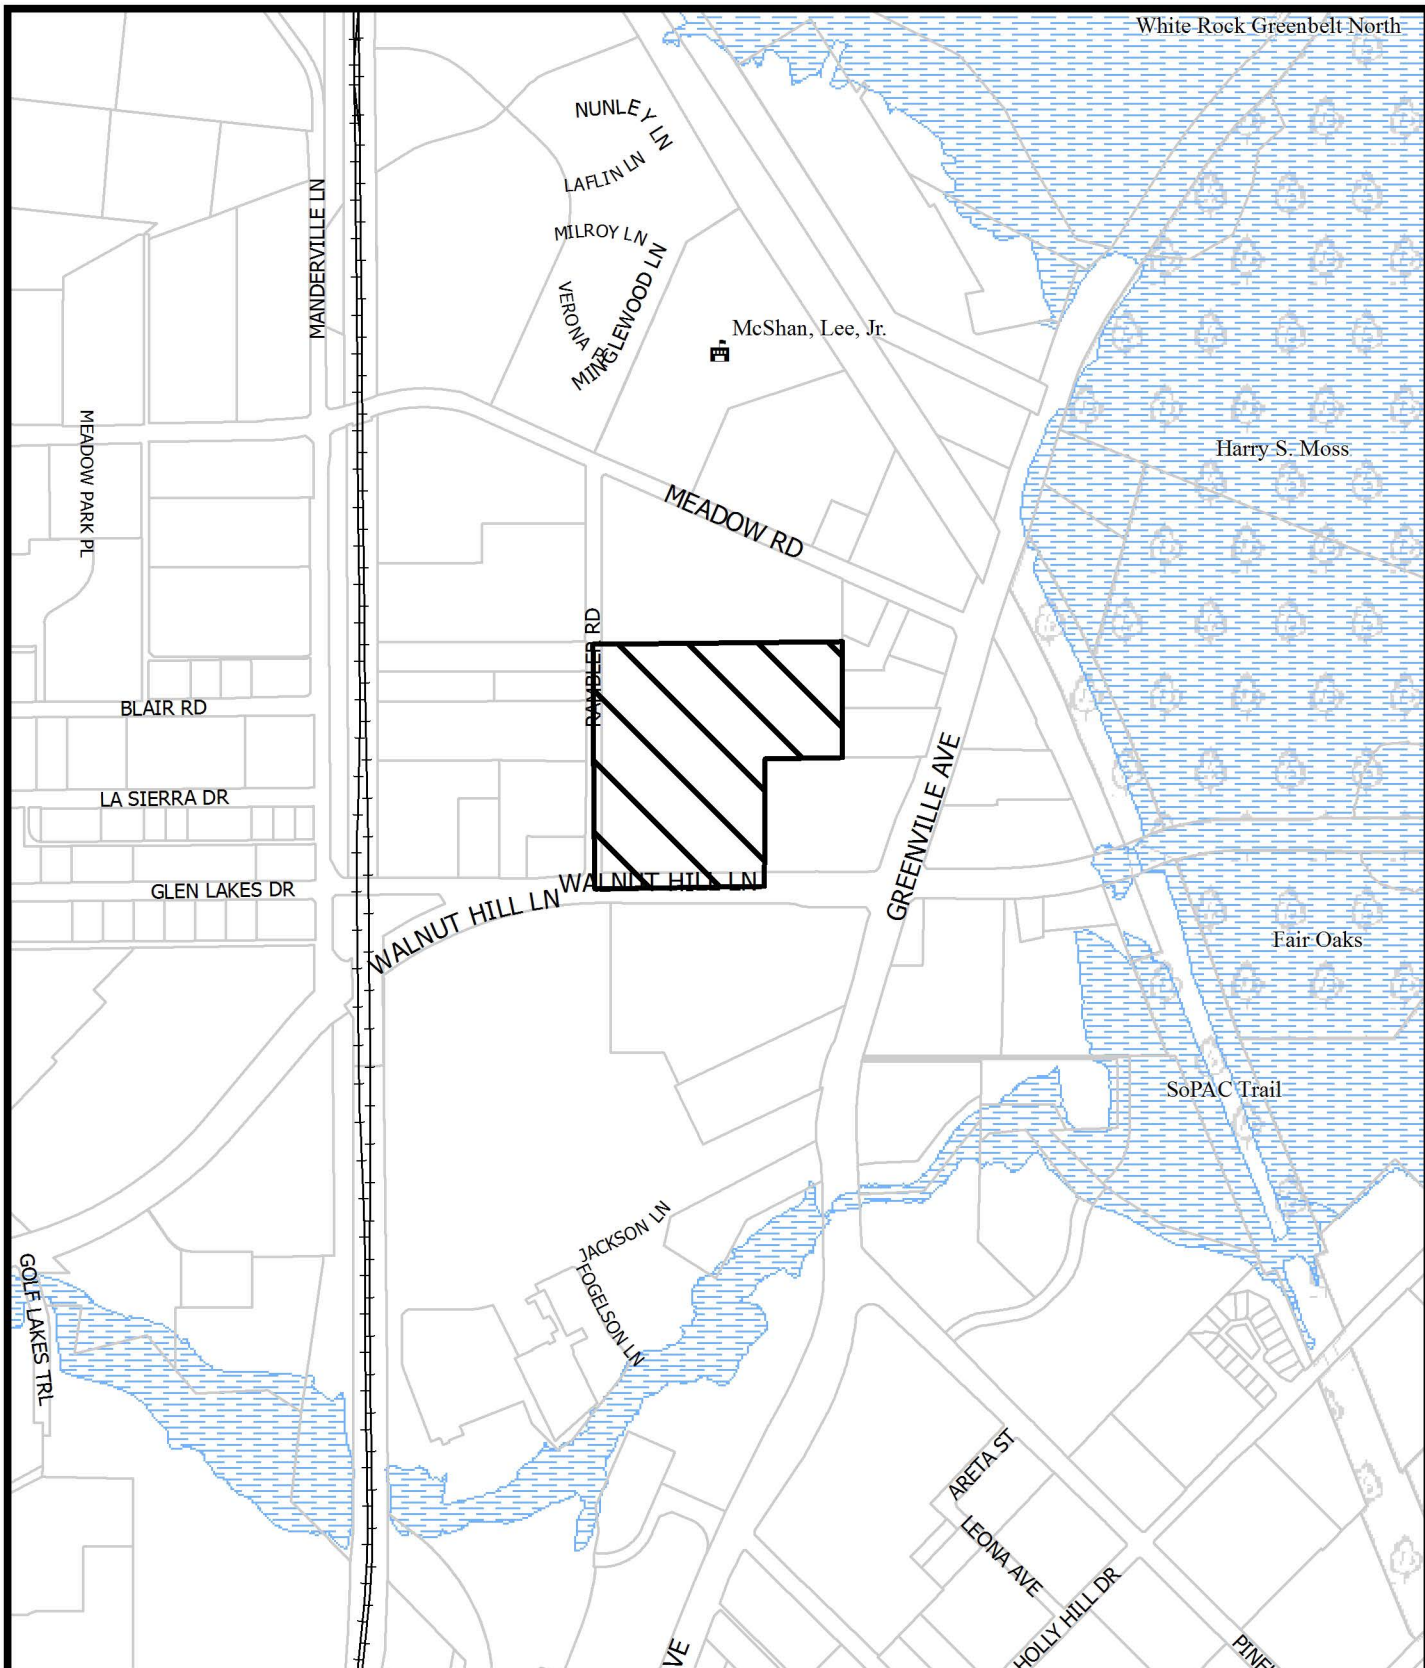 White Rock Greenbelt North
NUNLEY LN
LAFLIN LN
MILROY LN
MANDERVILLE LN
VERONA PL
MINGLEWOOD LN
McShan, Lee, Jr.
MEADOW PARK PL
Harry S. Moss
MEADOW RD
RAMBLER RD
BLAIR RD
LA SIERRA DR
GREENVILLE AVE
GLEN LAKES DR
WALNUT HILL LN
WALNUT HILL LN
Fair Oaks
SoPAC Trail
JACKSON LN
FOGELSON LN
GOLF LAKES TRL
ARETA ST
LEONA AVE
HOLLY HILL DR
VE
PINE